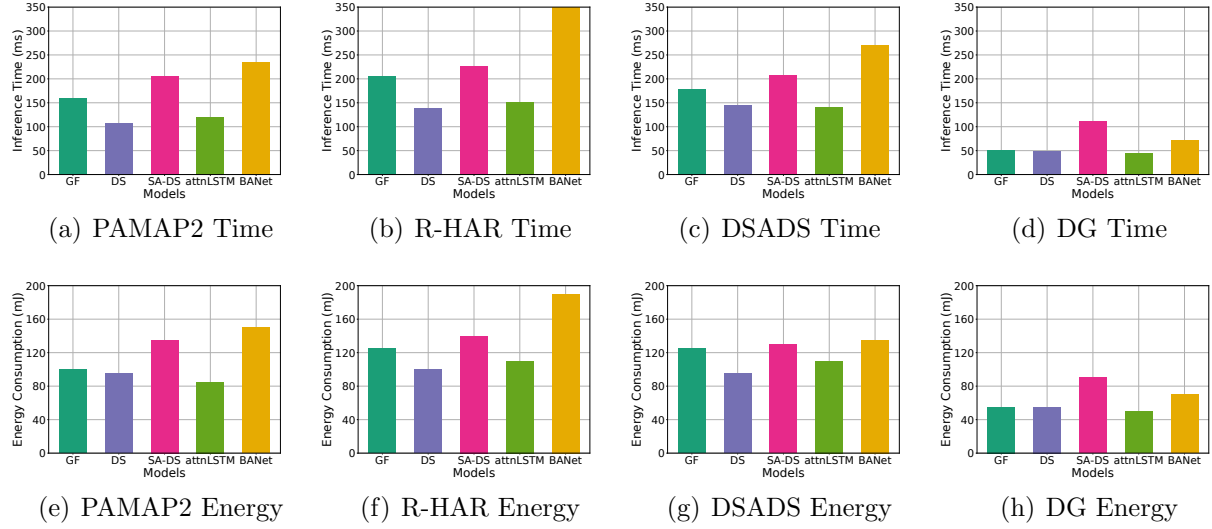 350
300
250
200
150
100
50
0
Inference Time (ms)
GF DS SA-DS attnLSTM BANet
Models
(a) PAMAP2 Time
350
300
250
200
150
100
50
0
Inference Time (ms)
GF DS SA-DS attnLSTM BANet
Models
(b) R-HAR Time
350
300
250
200
150
100
50
0
Inference Time (ms)
GF DS SA-DS attnLSTM BANet
Models
(c) DSADS Time
350
300
250
200
150
100
50
0
Inference Time (ms)
GF DS SA-DS attnLSTM BANet
Models
(d) DG Time
200
160
120
80
40
0
Energy Consumption (mJ)
GF DS SA-DS attnLSTM BANet
Models
(e) PAMAP2 Energy
200
160
120
80
40
0
Energy Consumption (mJ)
GF DS SA-DS attnLSTM BANet
Models
(f) R-HAR Energy
200
160
120
80
40
0
Energy Consumption (mJ)
GF DS SA-DS attnLSTM BANet
Models
(g) DSADS Energy
200
160
120
80
40
0
Energy Consumption (mJ)
GF DS SA-DS attnLSTM BANet
Models
(h) DG Energy